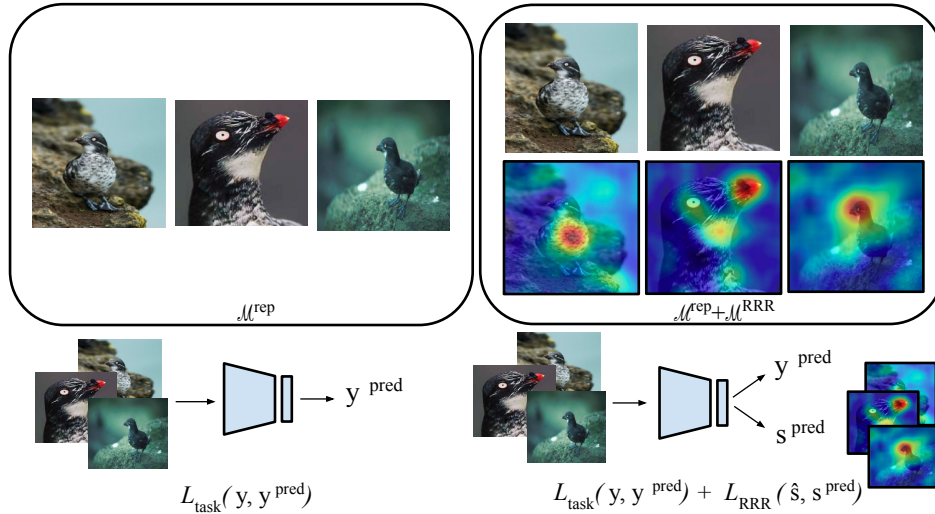 ℳ^rep
ℳ^rep+ℳ^RRR
y ^pred
y ^pred
s ^pred
L_task(y, y ^pred)
L_task(y, y ^pred) + L_RRR(ŝ, s ^pred)